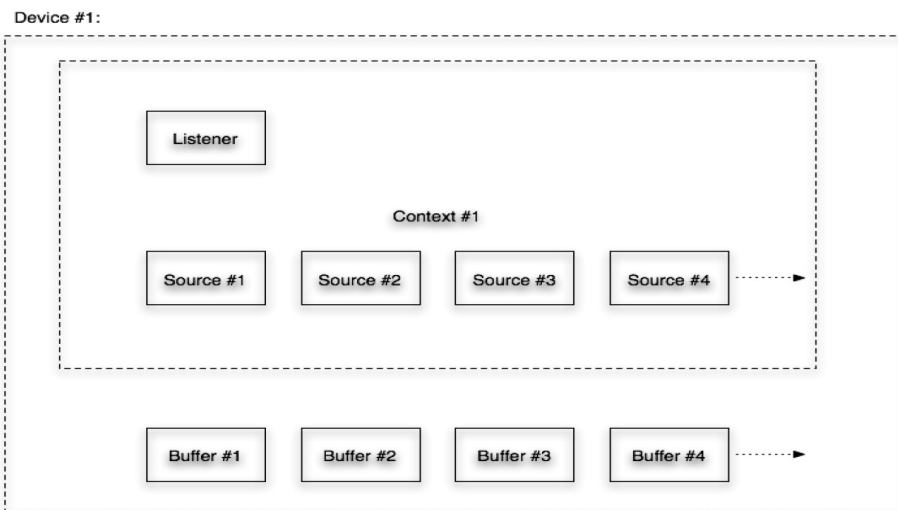 Device #1:
Listener
Context #1
Source #1 Source #2 Source #3 Source #4
Buffer #1 Buffer #2 Buffer #3 Buffer #4